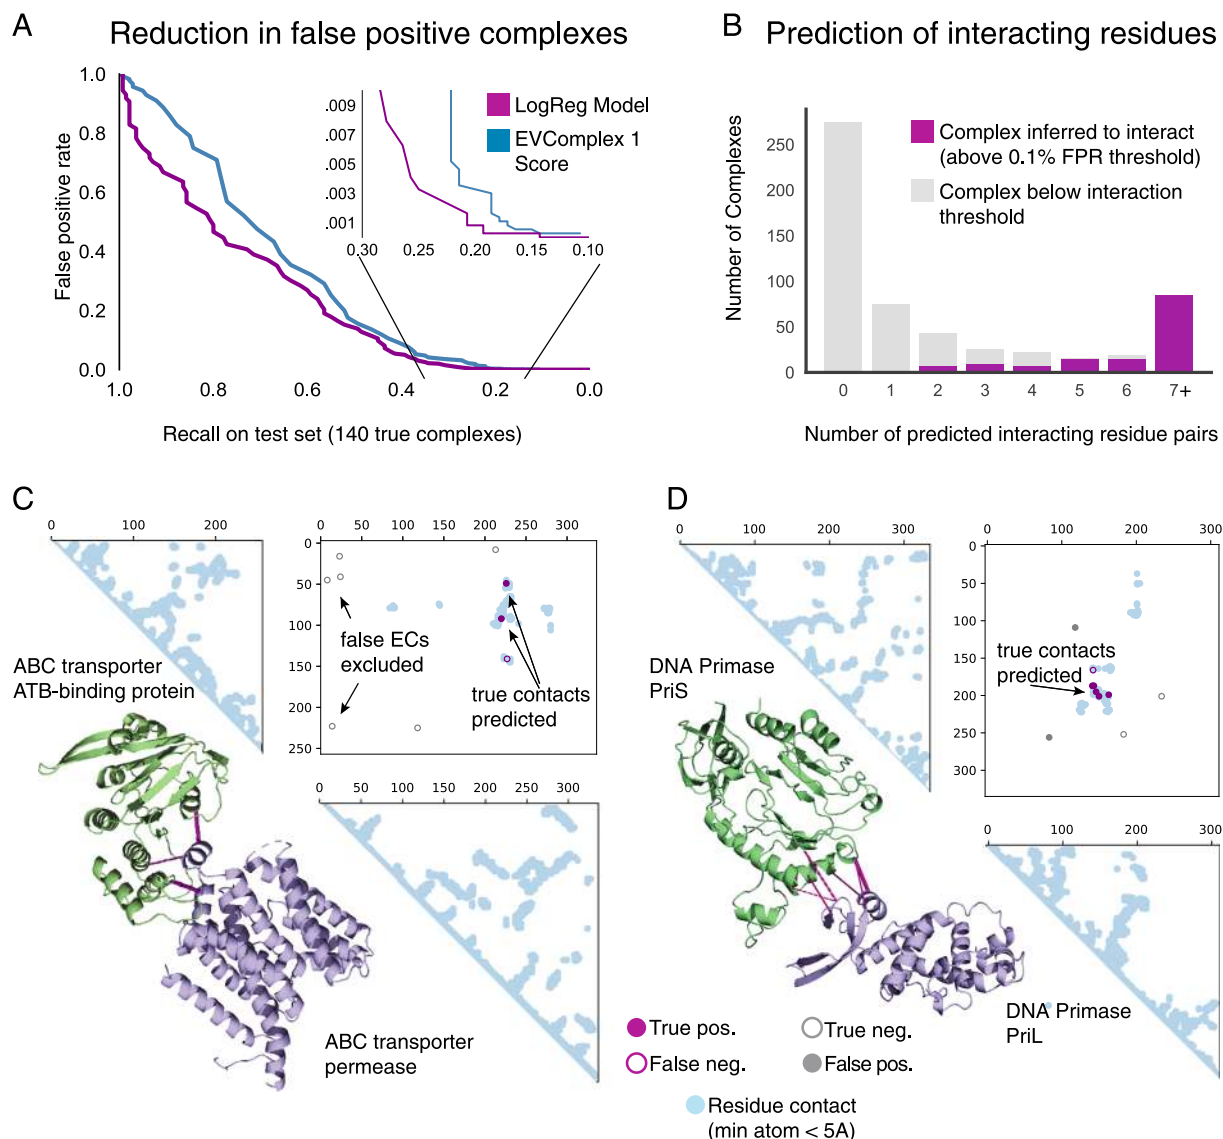 A
Reduction in false positive complexes
1.0
0.8
0.6
0.4
0.2
0.0
False positive rate
1.0
0.8
0.6
0.4
0.2
0.0
Recall on test set (140 true complexes)
.009
.007
.005
.003
.001
0.30
0.25
0.20
0.15
0.10
LogReg Model
EVComplex 1
Score
B
Prediction of interacting residues
Number of Complexes
250
200
150
100
50
0
Complex inferred to interact
(above 0.1% FPR threshold)
Complex below interaction
threshold
0
1
2
3
4
5
6
7+
Number of predicted interacting residue pairs
C
0
100
200
0
50
100
150
200
250
300
0
50
100
150
200
250
false ECs
excluded
true contacts
predicted
ABC transporter
ATB-binding protein
0
100
200
300
ABC transporter
permease
D
0
100
200
300
0
100
200
300
0
50
100
150
200
250
300
true contacts
predicted
DNA Primase
PriS
0
100
200
300
DNA Primase
PriL
True pos.
True neg.
False neg.
False pos.
Residue contact
(min atom < 5A)